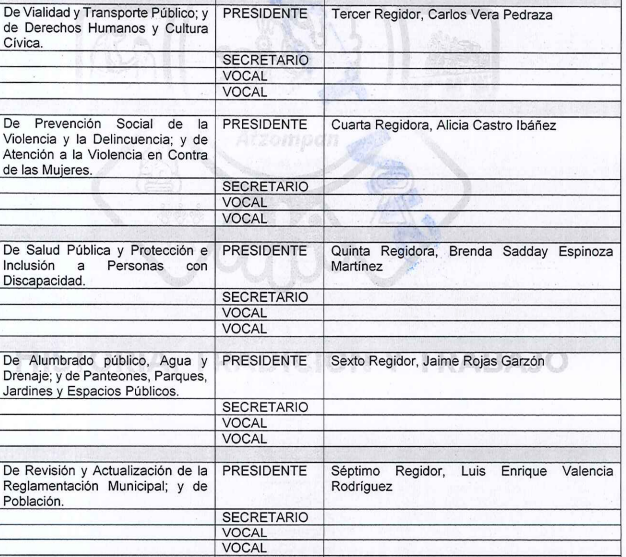 De Vialidad y Transporte Público; y PRESIDENTE Tercer Regidor, Carlos Vera Pedraza
de Derechos Humanos y Cultura
Cívica.
SECRETARIO
VOCAL
VOCAL
De Prevención Social de la PRESIDENTE Cuarta Regidora, Alicia Castro Ibáñez
Violencia y la Delincuencia; y de
Atención a la Violencia en Contra
de las Mujeres.
Atzompan
SECRETARIO
VOCAL
VOCAL
De Salud Pública y Protección e PRESIDENTE Quinta Regidora, Brenda Sadday Espinoza
Inclusión a Personas con Martínez
Discapacidad.
SECRETARIO
VOCAL
VOCAL
De Alumbrado público, Agua y PRESIDENTE Sexto Regidor, Jaime Rojas Garzón
Drenaje; y de Panteones, Parques,
Jardines y Espacios Públicos.
TRABAJO
SECRETARIO
VOCAL
VOCAL
De Revisión y Actualización de la PRESIDENTE Séptimo Regidor, Luis Enrique Valencia
Reglamentación Municipal; y de Rodríguez
Población.
SECRETARIO
VOCAL
VOCAL